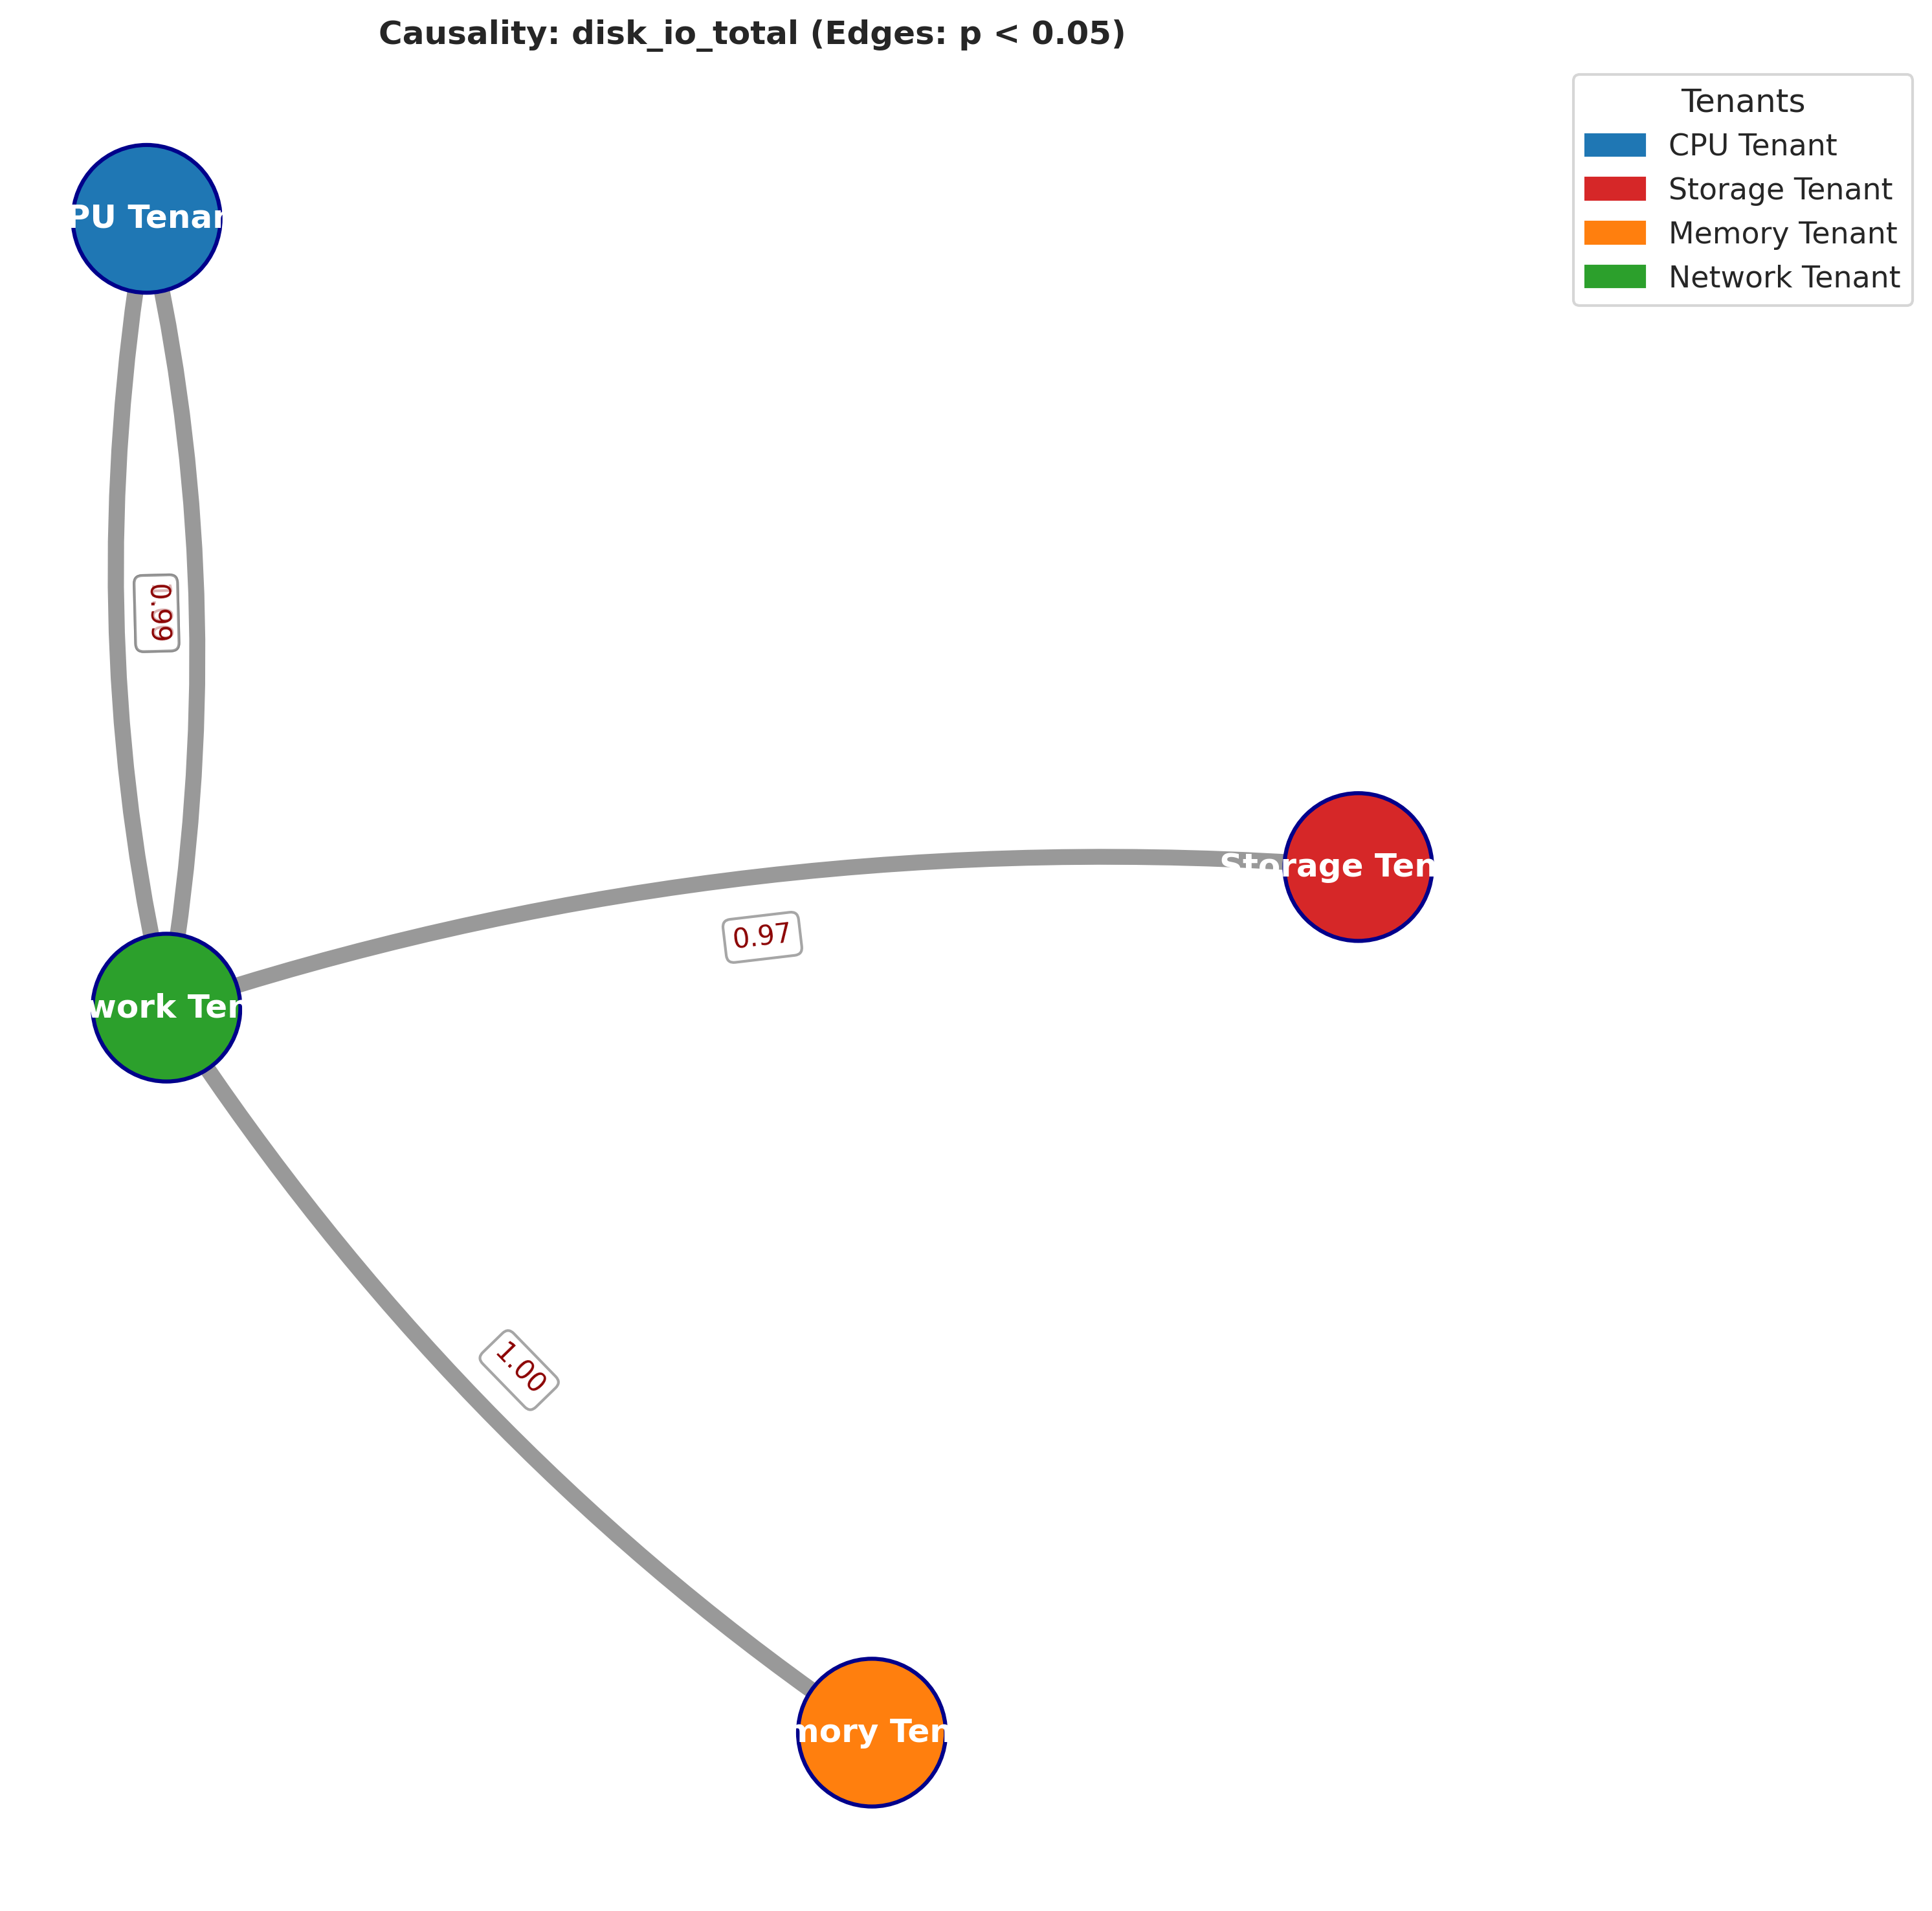 Causality: disk_io_total (Edges: p < 0.05)
Tenants
CPU Tenant
Storage Tenant
Memory Tenant
Network Tenant
PU Tenar
0.99
Storage Ten
0.97
work Ten
1.00
mory Ten